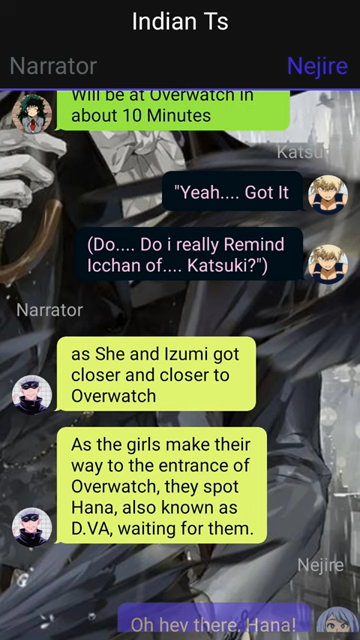 Indian Ts
Narrator
Nejire
Will be at Overwatch in
about 10 Minutes
Katsu
"Yeah.... Got It
(Do.... Do i really Remind
Icchan of.... Katsuki?")
Narrator
as She and Izumi got
closer and closer to
Overwatch
As the girls make their
way to the entrance of
Overwatch, they spot
Hana, also known as
D.VA, waiting for them.
Nejire
Oh hey there, Hana!